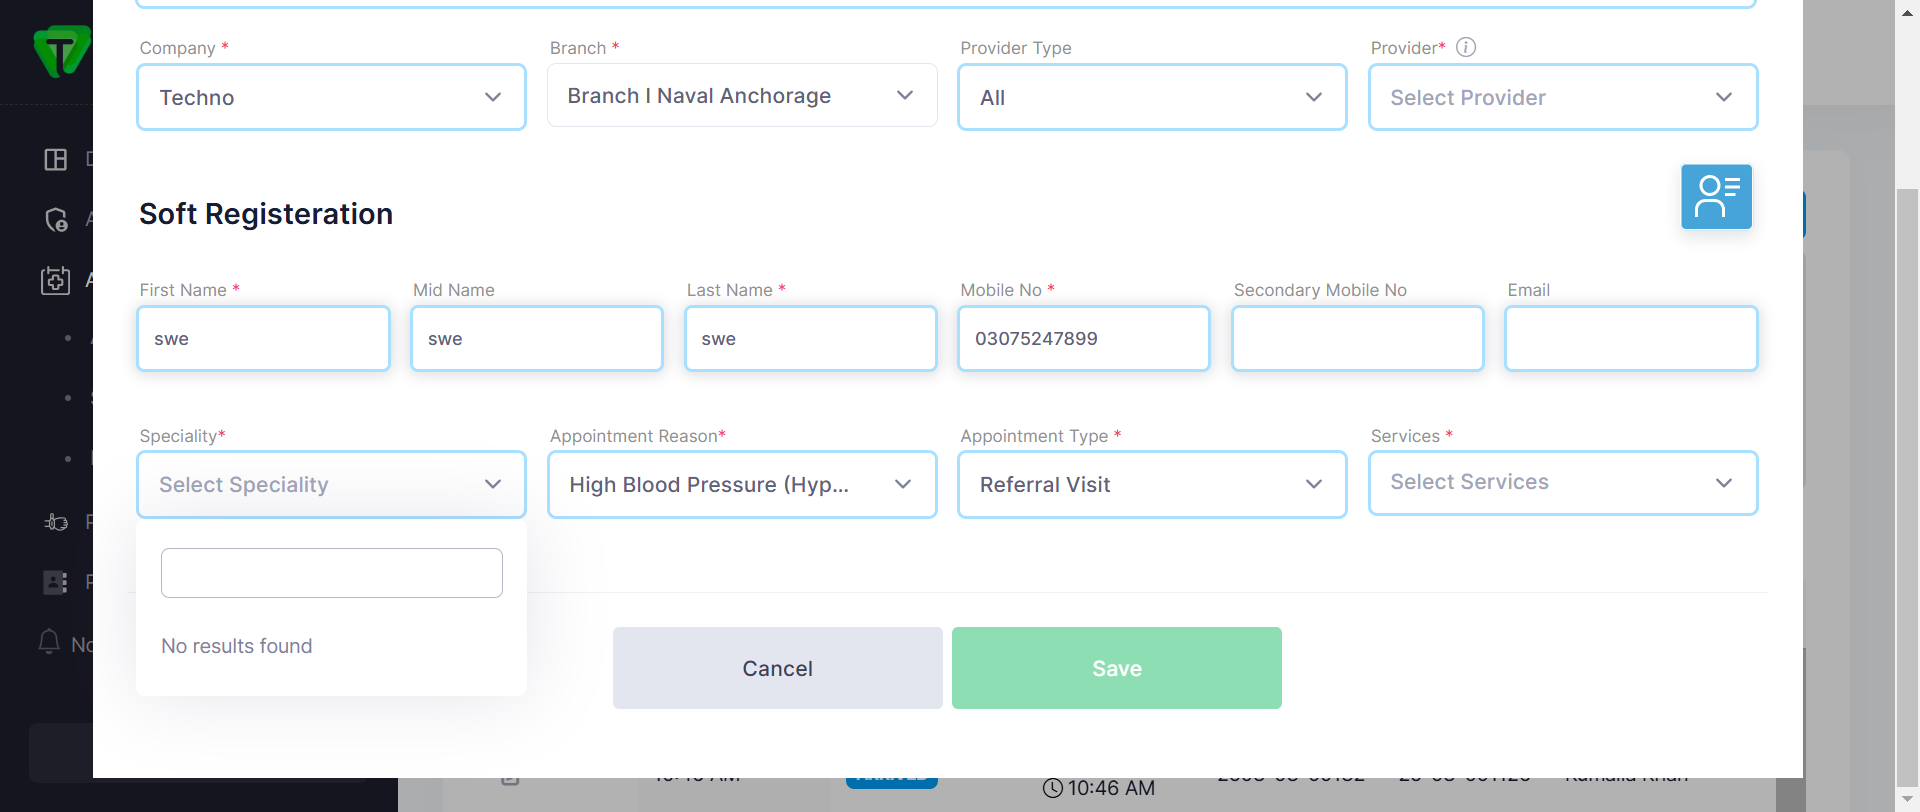 T
Company *
Branch *
Provider Type
Provider* i
Techno
Branch I Naval Anchorage
All
Select Provider
Soft Registeration
First Name *
Mid Name
Last Name *
Mobile No *
Secondary Mobile No
Email
swe
swe
swe
03075247899
Speciality*
Appointment Reason*
Appointment Type *
Services *
Select Speciality
High Blood Pressure (Hyp...
Referral Visit
Select Services
No results found
Cancel
Save
10:46 AM